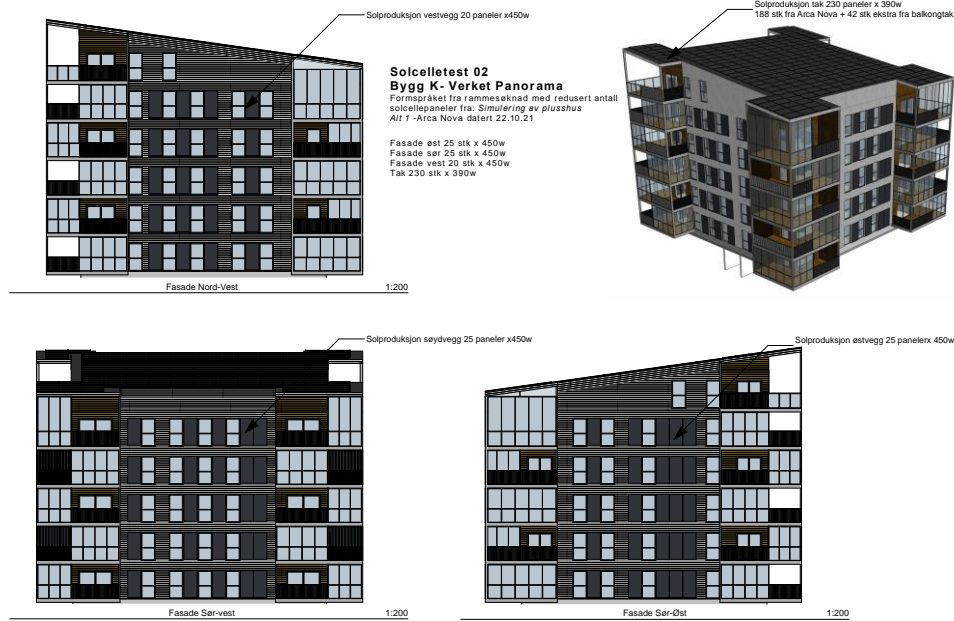 Solproduksjon vestvegg 20 paneler x450w
Solproduksjon tak 230 paneler x 390w
188 stk fra Arca Nova + 42 stk ekstra fra balkongtak
Solcelletest 02
Bygg K- Verket Panorama
Formspråket fra rammesøknad med redusert antall
solcellepaneler fra: Simulering av plusshus
Alt 1 -Arca Nova datert 22.10.21
Fasade øst 25 stk x 450w
Fasade sør 25 stk x 450w
Fasade vest 20 stk x 450w
Tak 230 stk x 390w
Fasade Nord-Vest 1:200
Solproduksjon søydvegg 25 paneler x450w
Solproduksjon østvegg 25 panelerx 450w
Fasade Sør-vest 1:200
Fasade Sør-Øst 1:200